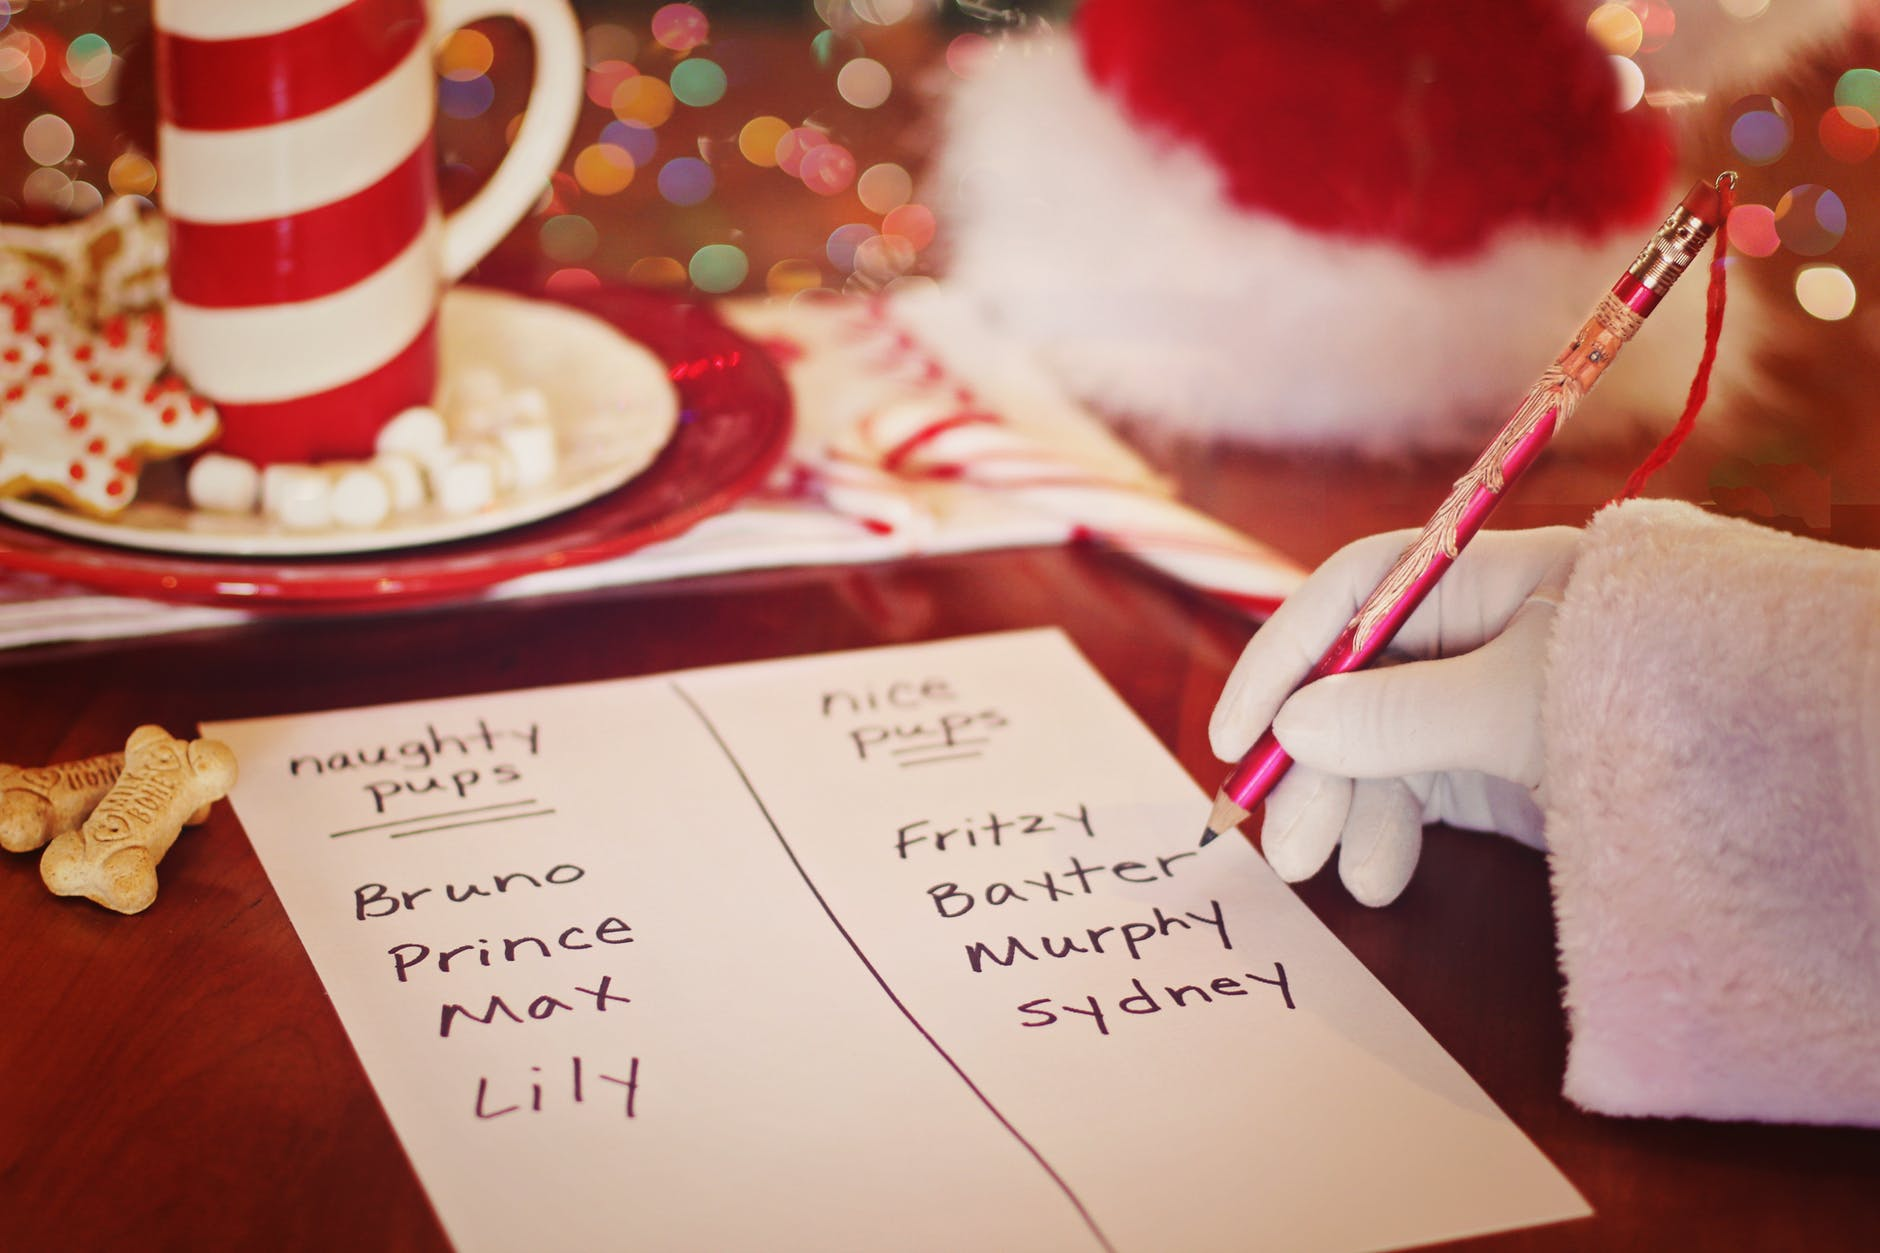 naughty
pups
Bruno
Prince
Max
Lily
nice
pups
Fritzy
Baxter
Murphy
Sydney